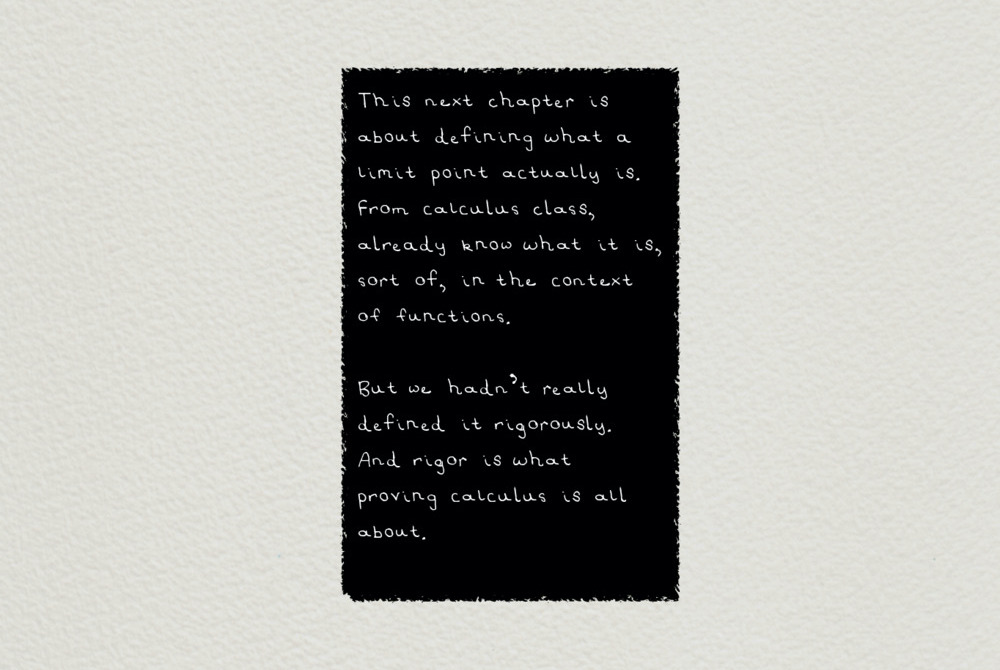 This next chapter is
about defining what a
limit point actually is.
From calculus class,
already know what it is,
sort of, in the context
of functions.
But we hadn't really
defined it rigorously.
And rigor is what
proving calculus is all
about.